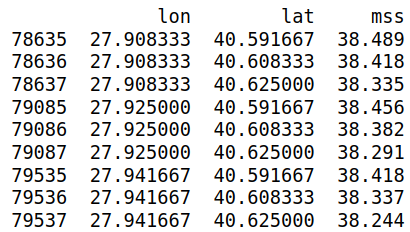 lon lat mss
78635 27.908333 40.591667 38.489
78636 27.908333 40.608333 38.418
78637 27.908333 40.625000 38.335
79085 27.925000 40.591667 38.456
79086 27.925000 40.608333 38.382
79087 27.925000 40.625000 38.291
79535 27.941667 40.591667 38.418
79536 27.941667 40.608333 38.337
79537 27.941667 40.625000 38.244